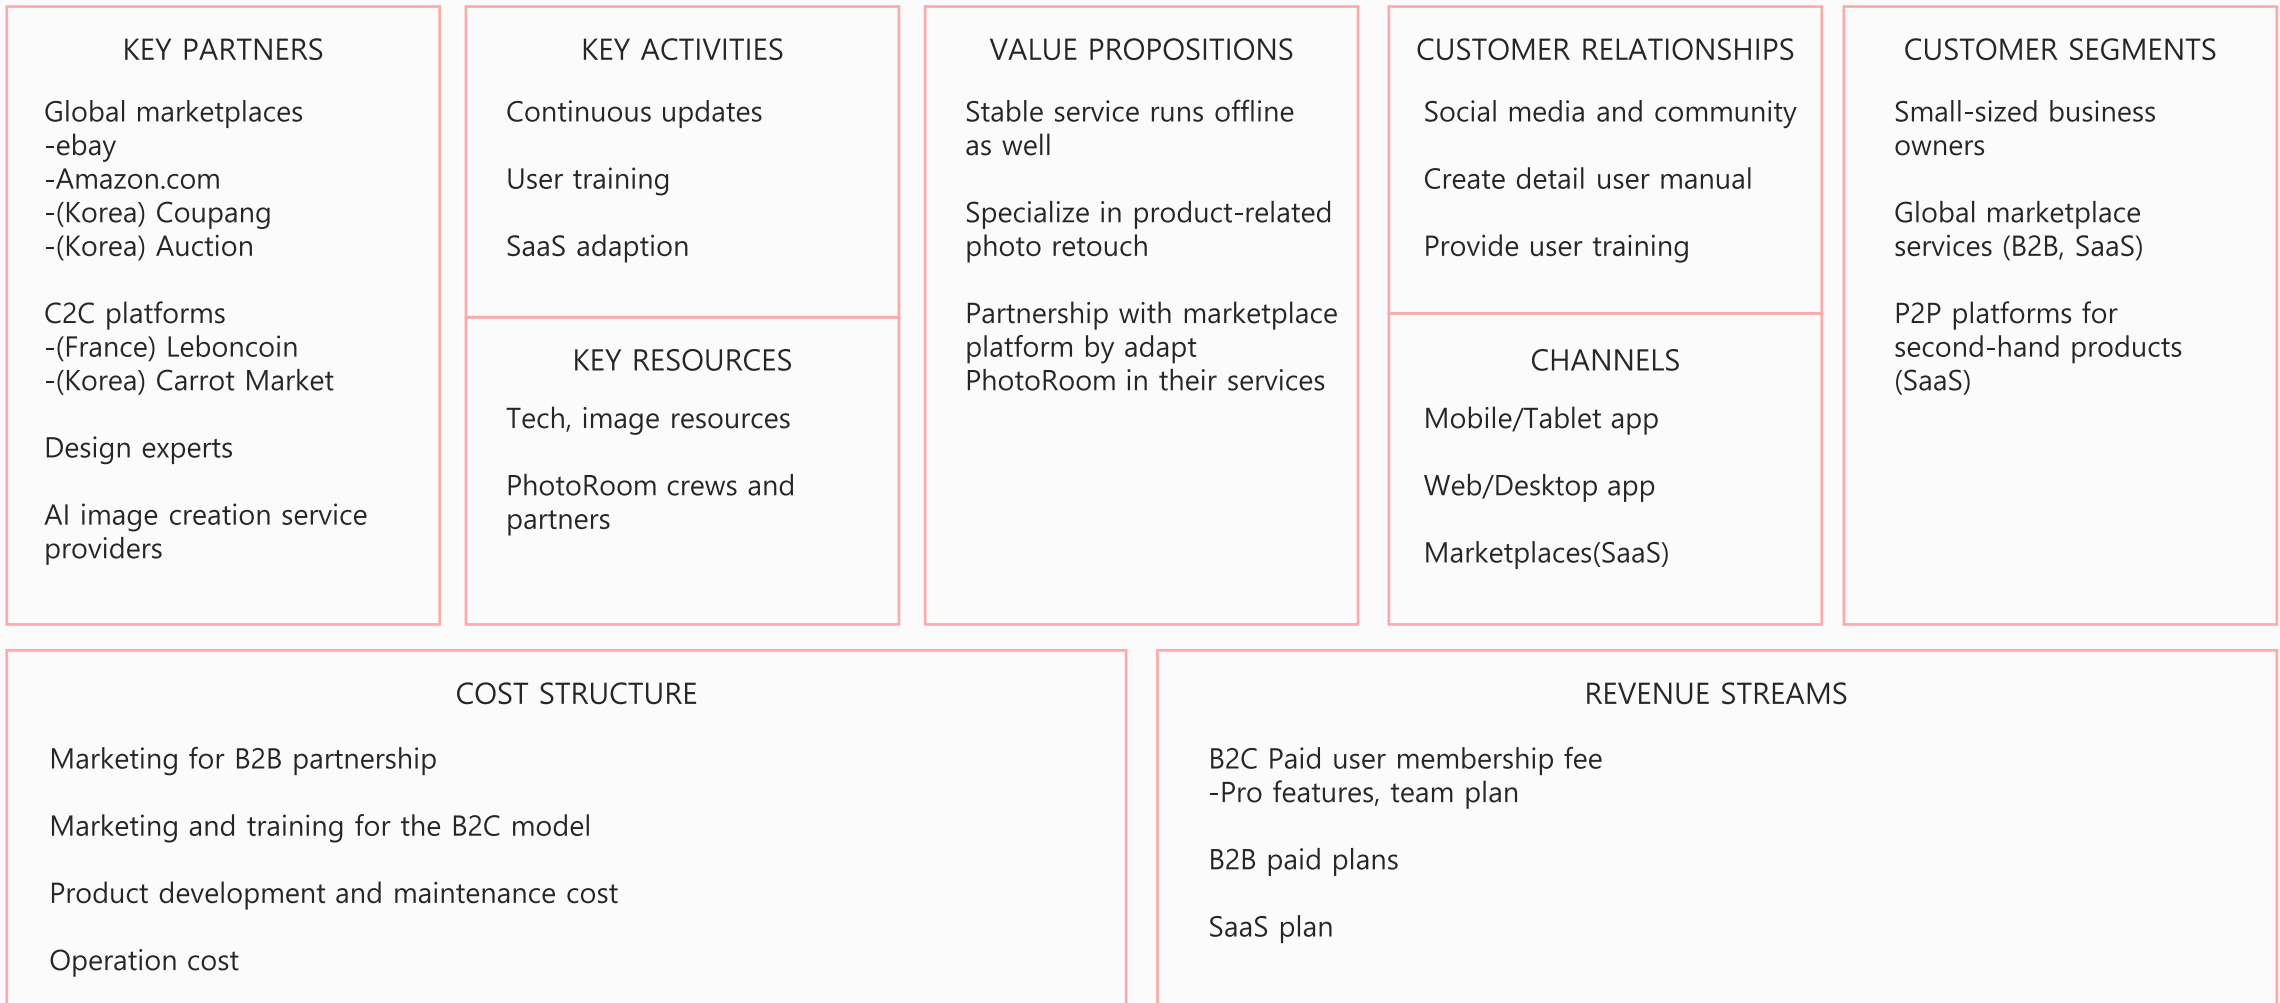 KEY PARTNERS
Global marketplaces
-ebay
-Amazon.com
-(Korea) Coupang
-(Korea) Auction
C2C platforms
-(France) Leboncoin
-(Korea) Carrot Market
Design experts
AI image creation service
providers
KEY ACTIVITIES
Continuous updates
User training
SaaS adaption
KEY RESOURCES
Tech, image resources
PhotoRoom crews and
partners
VALUE PROPOSITIONS
Stable service runs offline
as well
Specialize in product-related
photo retouch
Partnership with marketplace
platform by adapt
PhotoRoom in their services
CUSTOMER RELATIONSHIPS
Social media and community
Create detail user manual
Provide user training
CHANNELS
Mobile/Tablet app
Web/Desktop app
Marketplaces(SaaS)
CUSTOMER SEGMENTS
Small-sized business
owners
Global marketplace
services (B2B, SaaS)
P2P platforms for
second-hand products
(SaaS)
COST STRUCTURE
Marketing for B2B partnership
Marketing and training for the B2C model
Product development and maintenance cost
Operation cost
REVENUE STREAMS
B2C Paid user membership fee
-Pro features, team plan
B2B paid plans
SaaS plan